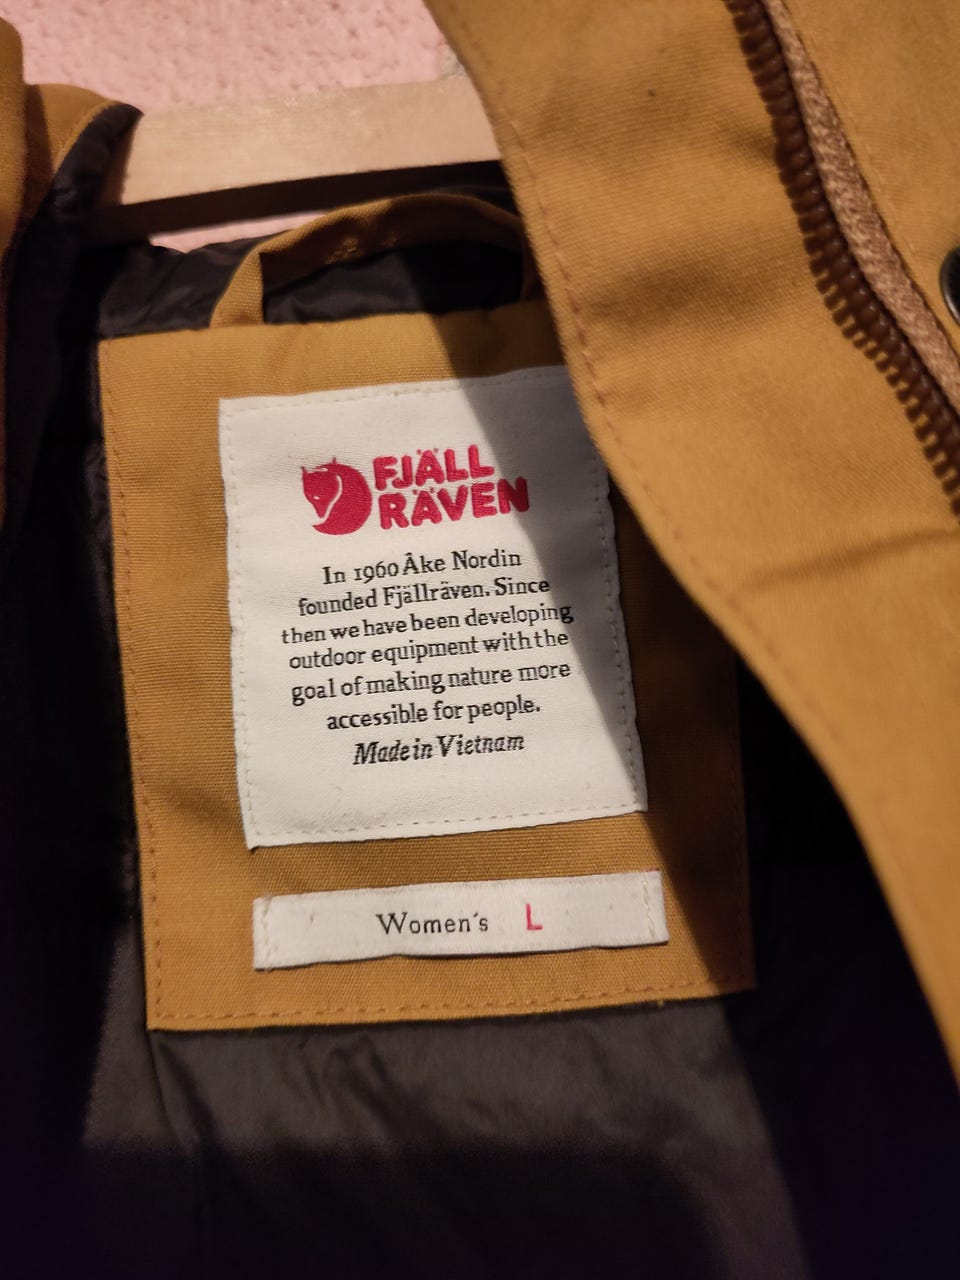 FJÄLL
RÄVEN
In 1960 Åke Nordin
founded Fjällräven. Since
then we have been developing
outdoor equipment with the
goal of making nature more
accessible for people.
Made in Vietnam
Women´s L